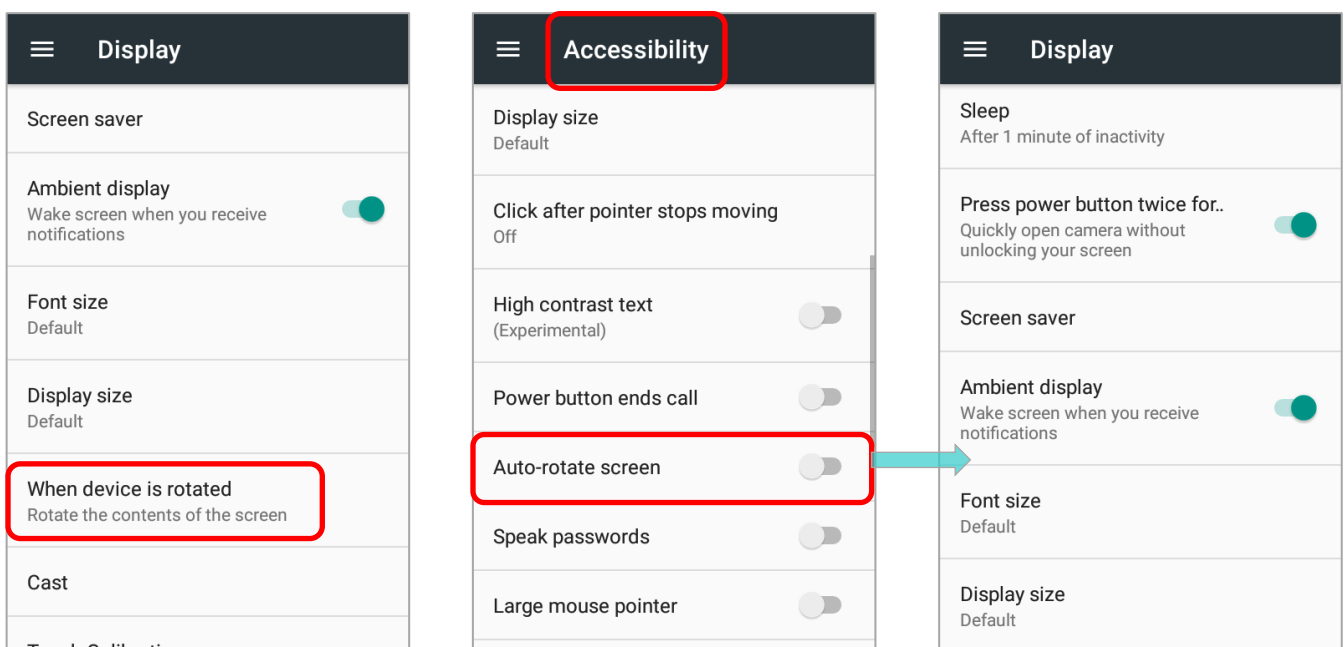 Display
Screen saver
Ambient display
Wake screen when you receive
notifications
Font size
Default
Display size
Default
When device is rotated
Rotate the contents of the screen
Cast
Accessibility
Display size
Default
Click after pointer stops moving
Off
High contrast text
(Experimental)
Power button ends call
Auto-rotate screen
Speak passwords
Large mouse pointer
Display
Sleep
After 1 minute of inactivity
Press power button twice for..
Quickly open camera without
unlocking your screen
Screen saver
Ambient display
Wake screen when you receive
notifications
Font size
Default
Display size
Default